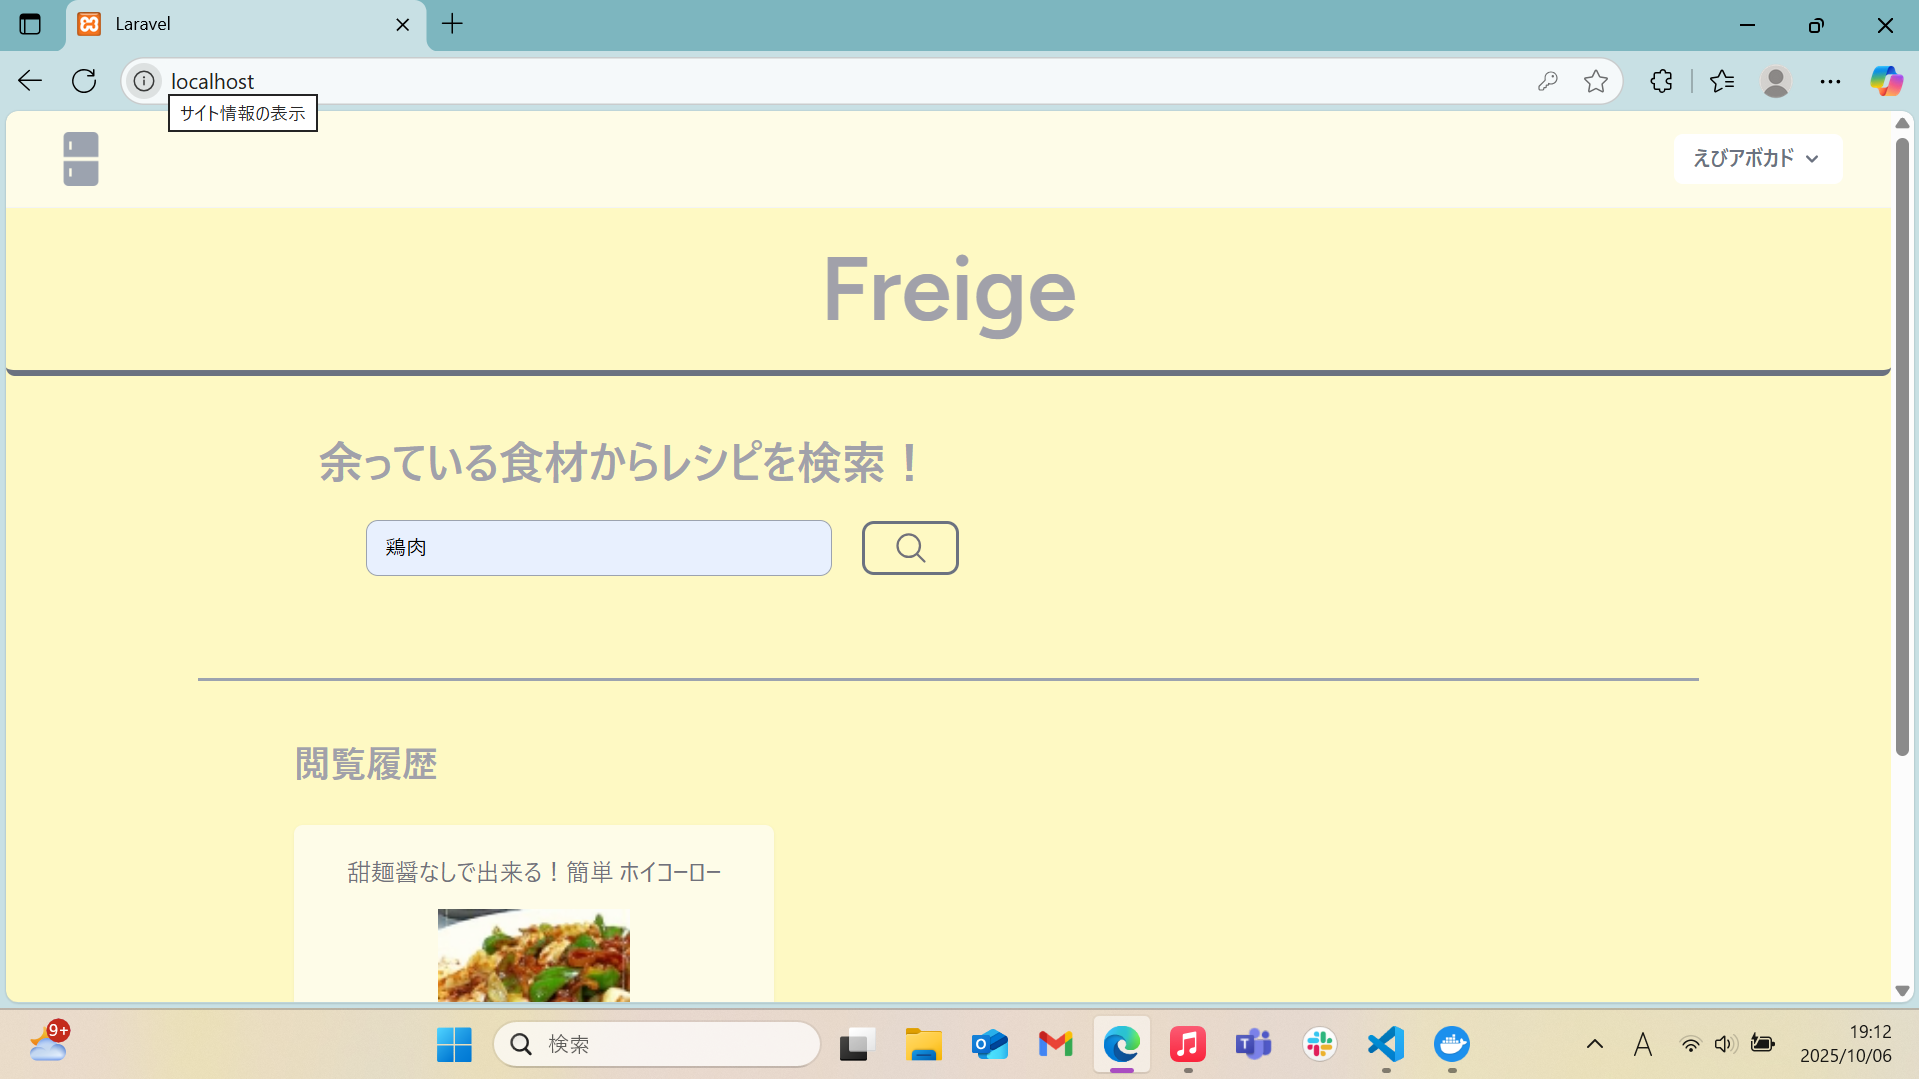 Laravel
localhost
サイト情報の表示
えびアボカド
Freige
余っている食材からレシピを検索！
鶏肉
閲覧履歴
甜麺醤なしで出来る！簡単 ホイコーロー
9+
検索
A
19:12
2025/10/06